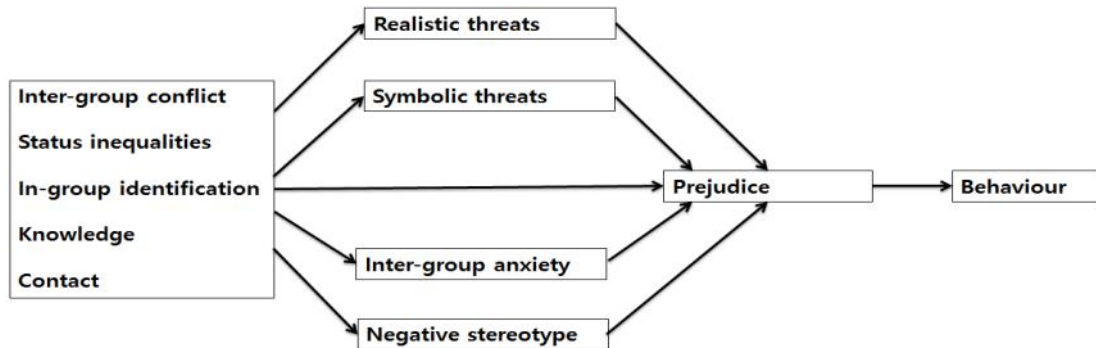 Inter-group conflict
Status inequalities
In-group identification
Knowledge
Contact
Realistic threats
Symbolic threats
Inter-group anxiety
Negative stereotype
Prejudice
Behaviour